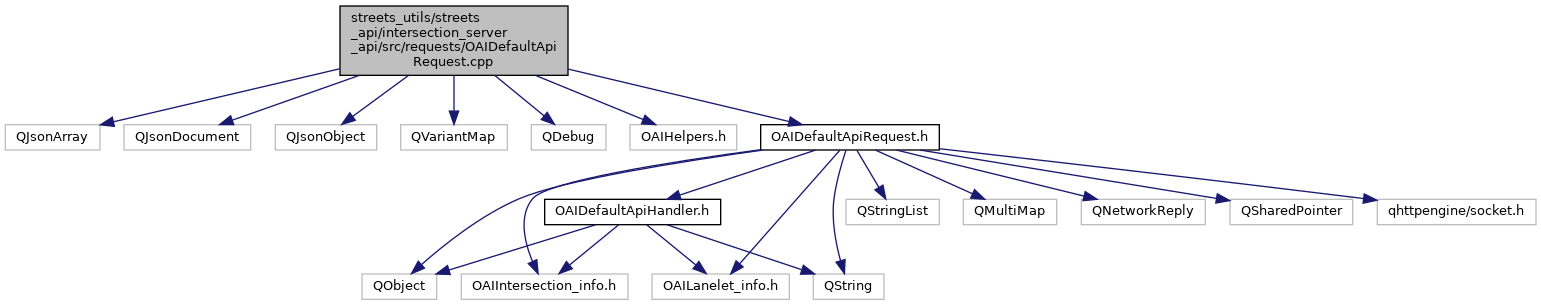 streets_utils/streets
_api/intersection_server
_api/src/requests/OAIDefaultApi
Request.cpp
QJsonArray
QJsonDocument
QJsonObject
QVariantMap
QDebug
OAIHelpers.h
OAIDefaultApiRequest.h
OAIDefaultApiHandler.h
QStringList
QMultiMap
QNetworkReply
QSharedPointer
qhttpengine/socket.h
QObject
OAIIntersection_info.h
OAILanelet_info.h
QString